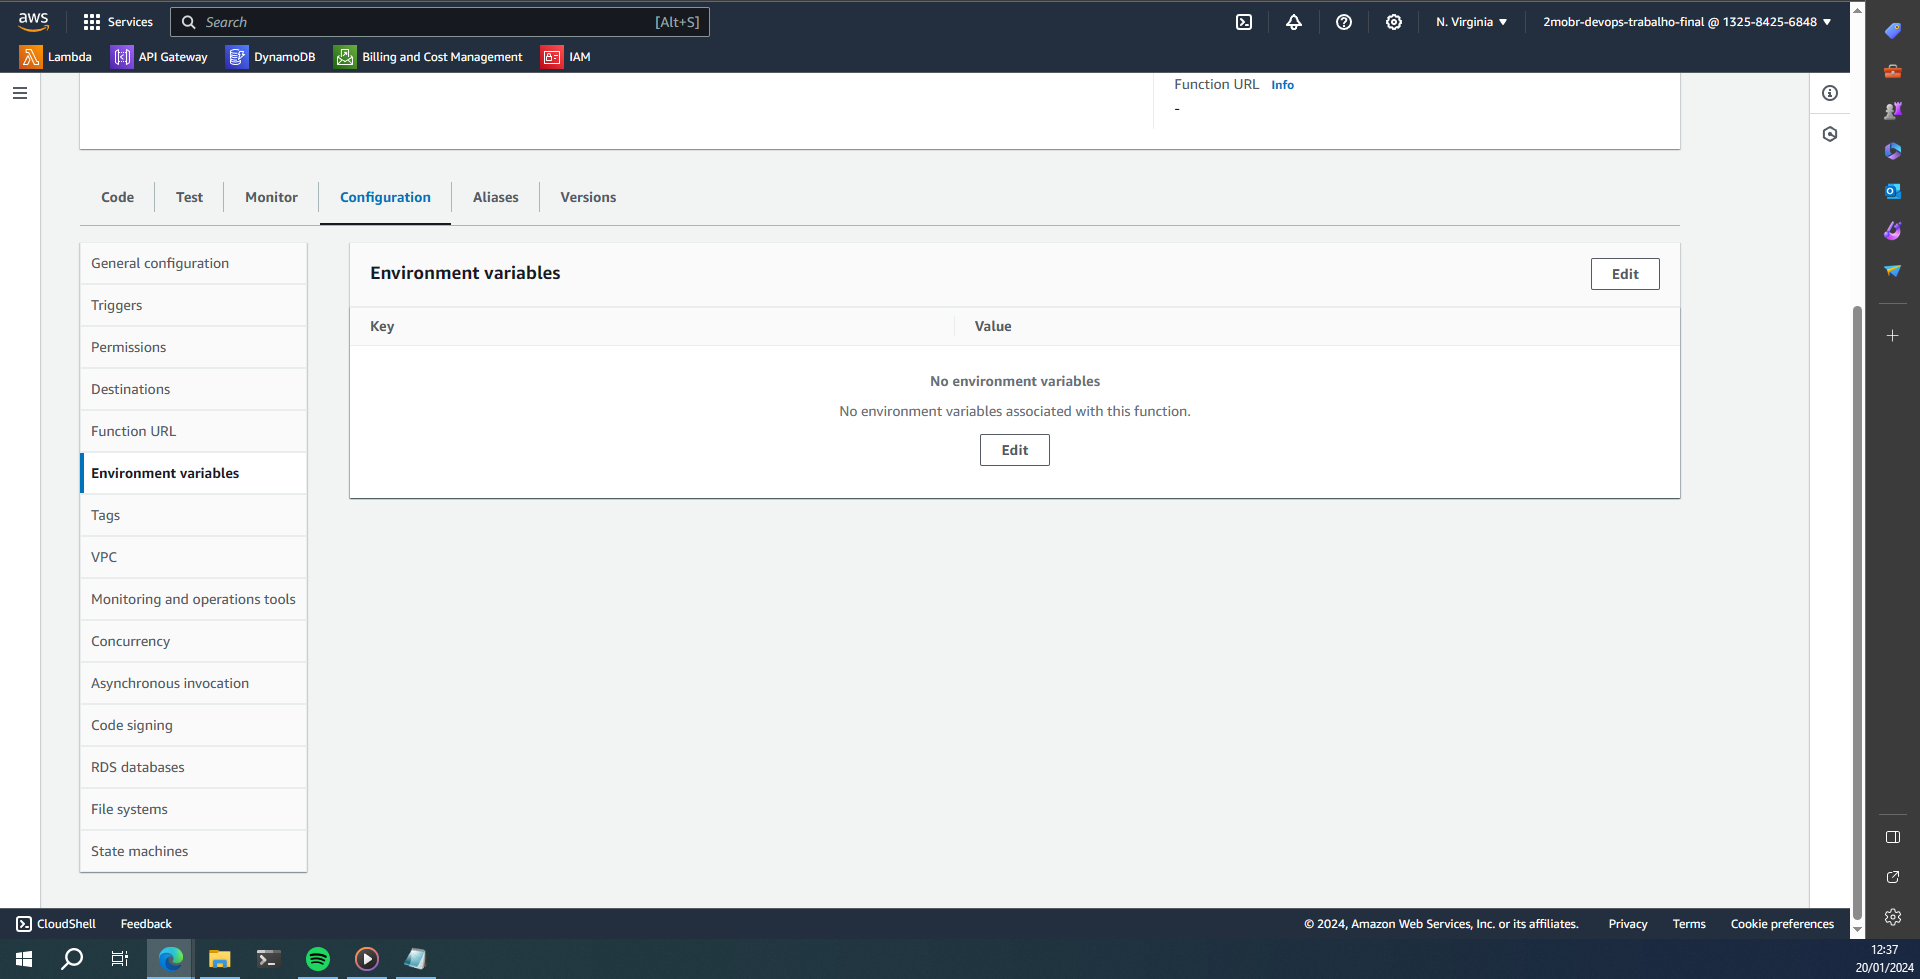 aws Services Search [Alt+S] N. Virginia 2mobr-devops-trabalho-final @ 1325-8425-6848
Lambda API Gateway DynamoDB Billing and Cost Management IAM
Function URL Info
-
Code Test Monitor Configuration Aliases Versions
General configuration
Triggers
Permissions
Destinations
Function URL
Environment variables
Tags
VPC
Monitoring and operations tools
Concurrency
Asynchronous invocation
Code signing
RDS databases
File systems
State machines
Environment variables Edit
Key Value
No environment variables
No environment variables associated with this function.
Edit
CloudShell Feedback © 2024, Amazon Web Services, Inc. or its affiliates. Privacy Terms Cookie preferences
12:37
20/01/2024